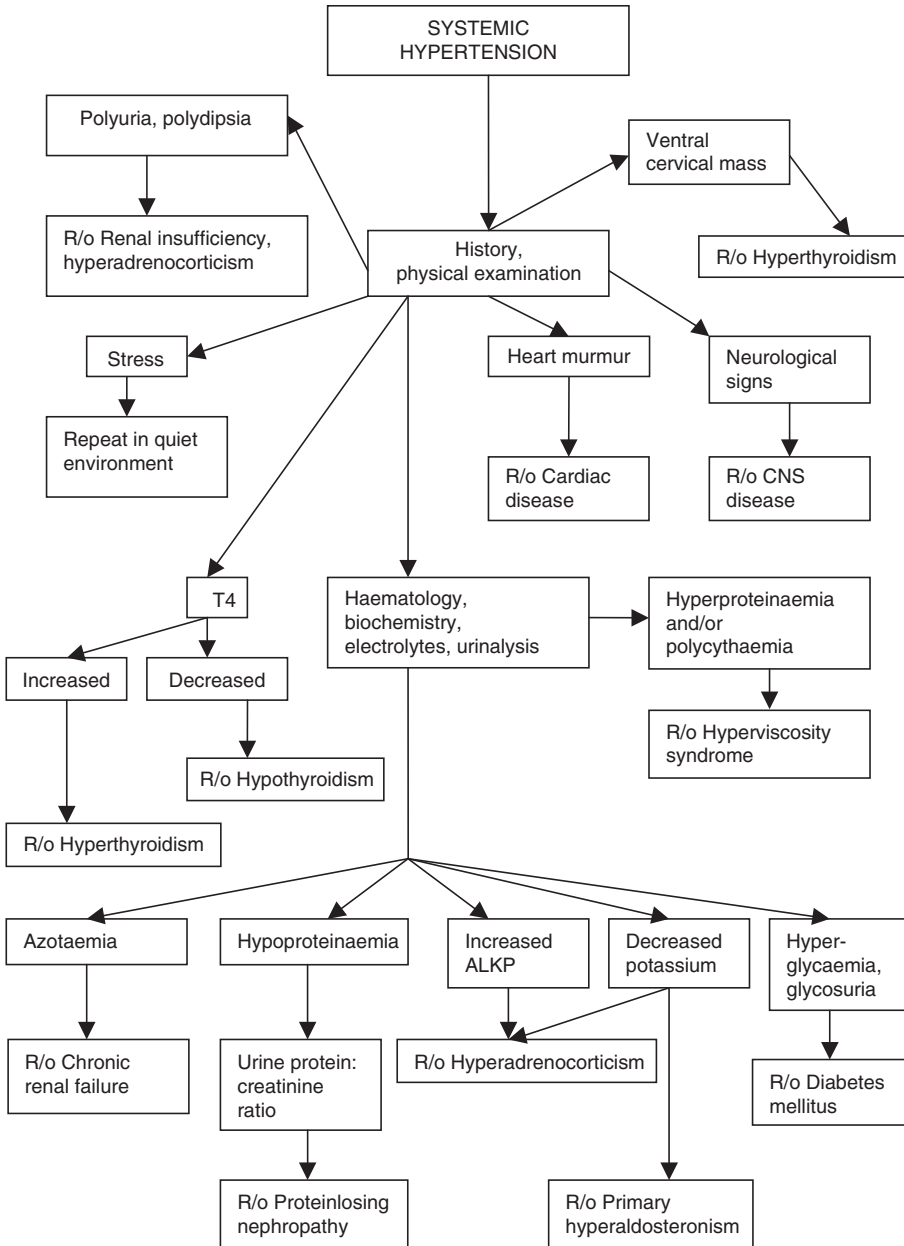 SYSTEMIC
HYPERTENSION
Polyuria, polydipsia
Ventral
cervical mass
R/o Renal insufficiency,
hyperadrenocorticism
History,
physical examination
R/o Hyperthyroidism
Stress
Heart murmur
Neurological
signs
Repeat in quiet
environment
R/o Cardiac
disease
R/o CNS
disease
T4
Haematology,
biochemistry,
electrolytes, urinalysis
Hyperproteinaemia
and/or
polycythaemia
Increased
Decreased
R/o Hyperviscosity
syndrome
R/o Hypothyroidism
R/o Hyperthyroidism
Azotaemia
Hypoproteinaemia
Increased
ALKP
Decreased
potassium
Hyper-
glycaemia,
glycosuria
R/o Chronic
renal failure
Urine protein:
creatinine
ratio
R/o Hyperadrenocorticism
R/o Diabetes
mellitus
R/o Proteinlosing
nephropathy
R/o Primary
hyperaldosteronism